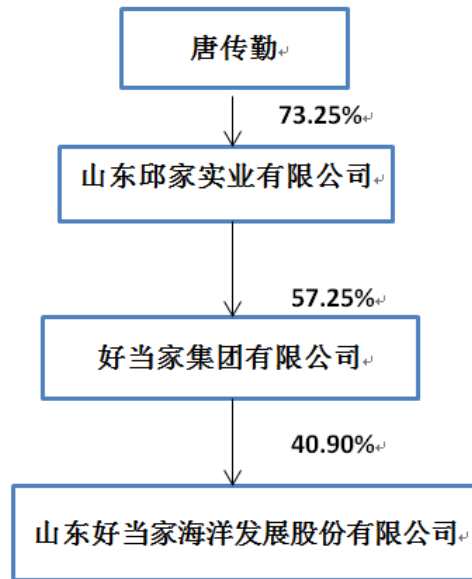 唐传勤
73.25%
山东邱家实业有限公司
57.25%
好当家集团有限公司
40.90%
山东好当家海洋发展股份有限公司